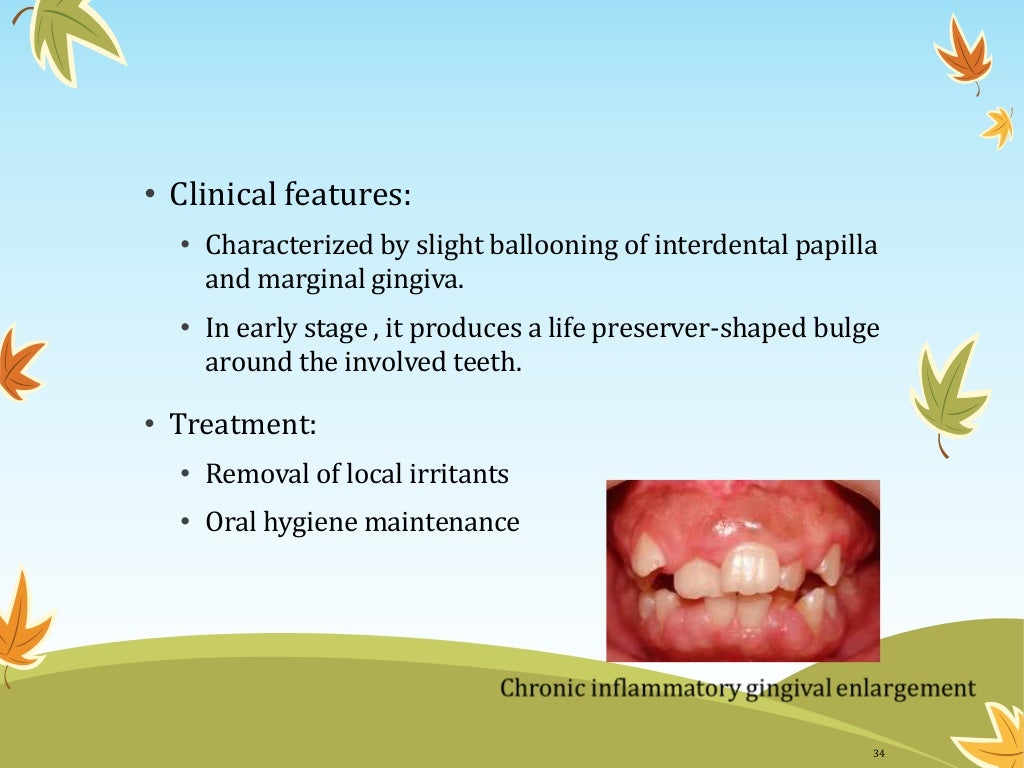 • Clinical features:
• Characterized by slight ballooning of interdental papilla
and marginal gingiva.
• In early stage , it produces a life preserver-shaped bulge
around the involved teeth.
• Treatment:
• Removal of local irritants
• Oral hygiene maintenance
Chronic inflammatory gingival enlargement
34